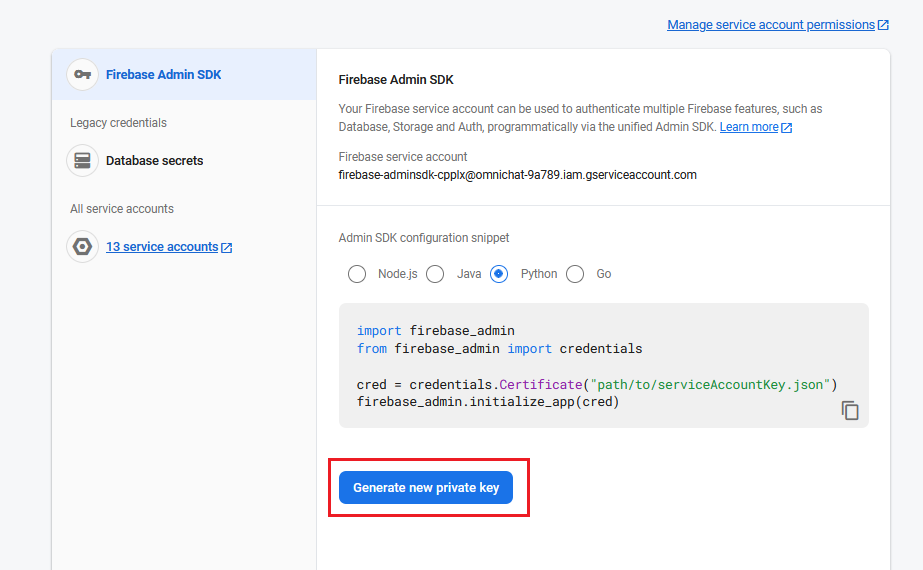 Manage service account permissions
Firebase Admin SDK
Legacy credentials
Database secrets
All service accounts
13 service accounts
Firebase Admin SDK
Your Firebase service account can be used to authenticate multiple Firebase features, such as
Database, Storage and Auth, programmatically via the unified Admin SDK. Learn more
Firebase service account
firebase-adminsdk-cpplx@omnichat-9a789.iam.gserviceaccount.com
Admin SDK configuration snippet
Node.js Java Python Go
import firebase_admin
from firebase_admin import credentials
cred = credentials.Certificate("path/to/serviceAccountKey.json")
firebase_admin.initialize_app(cred)
Generate new private key